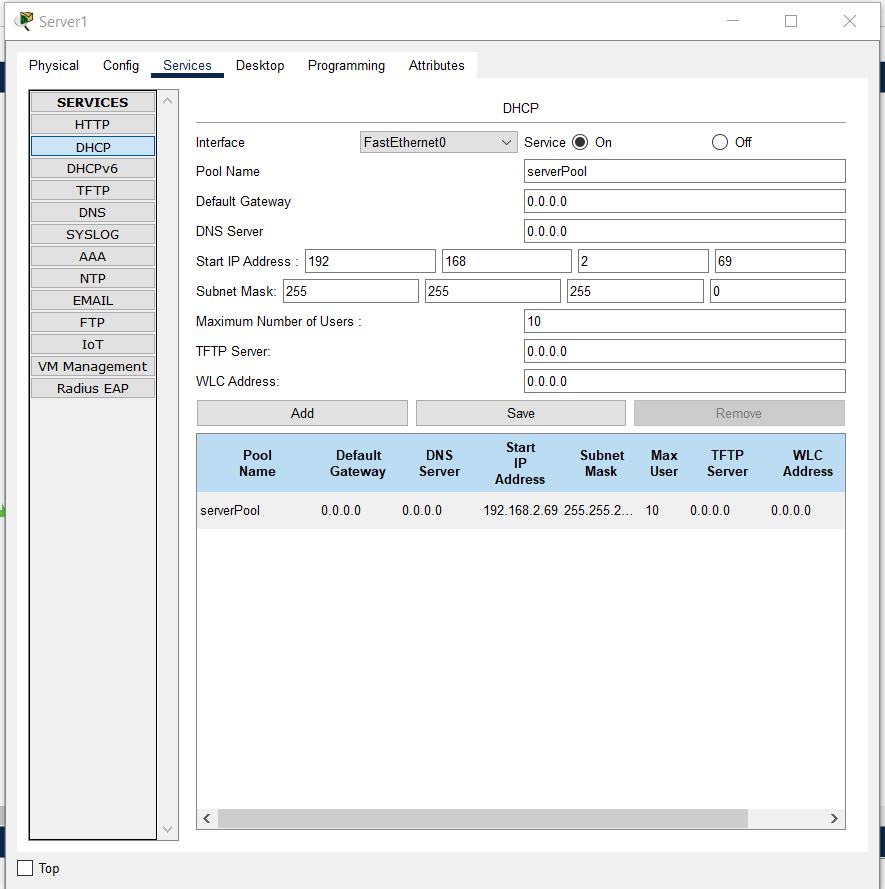 Server1
Physical Config Services Desktop Programming Attributes
SERVICES
HTTP
DHCP
DHCPv6
TFTP
DNS
SYSLOG
AAA
NTP
EMAIL
FTP
IoT
VM Management
Radius EAP
DHCP
Interface FastEthernet0 Service On Off
Pool Name serverPool
Default Gateway 0.0.0.0
DNS Server 0.0.0.0
Start IP Address : 192 168 2 69
Subnet Mask: 255 255 255 0
Maximum Number of Users : 10
TFTP Server: 0.0.0.0
WLC Address: 0.0.0.0
Add Save Remove
Pool Name Default Gateway DNS Server Start IP Address Subnet Mask Max User TFTP Server WLC Address
serverPool 0.0.0.0 0.0.0.0 192.168.2.69 255.255.2... 10 0.0.0.0 0.0.0.0
Top